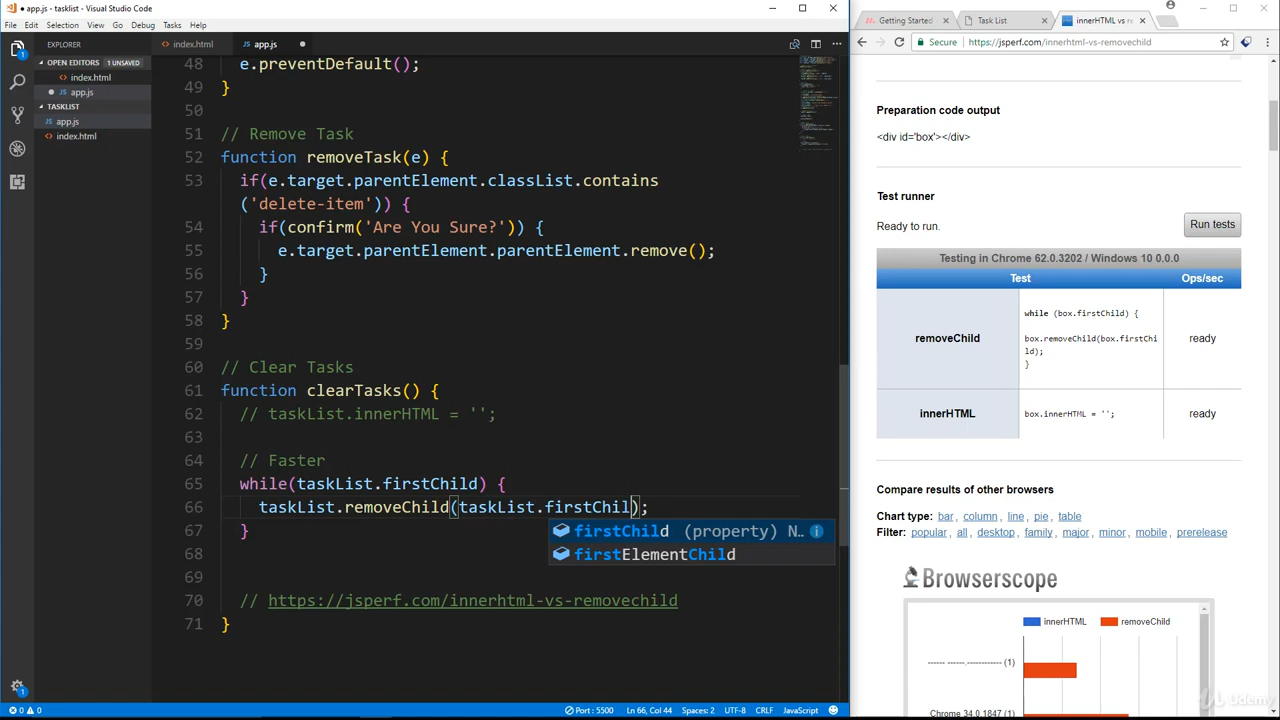 ● app.js - tasklist - Visual Studio Code
File Edit Selection View Go Debug Tasks Help
EXPLORER
OPEN EDITORS 1 UNSAVED
index.html
● app.js
TASKLIST
app.js
index.html
index.html
app.js ●
48 e.preventDefault();
49 }
50
51 // Remove Task
52 function removeTask(e) {
53 if(e.target.parentElement.classList.contains
('delete-item')) {
54 if(confirm('Are You Sure?')) {
55 e.target.parentElement.parentElement.remove();
56 }
57 }
58 }
59
60 // Clear Tasks
61 function clearTasks() {
62 // taskList.innerHTML = '';
63
64 // Faster
65 while(taskList.firstChild) {
66 taskList.removeChild(taskList.firstChil);
firstChild (property) N...
firstElementChild
67 }
68
69
70 // https://jsperf.com/innerhtml-vs-removechild
71 }
0 0
Port : 5500 Ln 66, Col 44 Spaces: 2 UTF-8 CRLF JavaScript
Getting Started
Task List
innerHTML vs re
Secure https://jsperf.com/innerhtml-vs-removechild
Preparation code output
<div id='box'></div>
Test runner
Ready to run.
Run tests
Testing in Chrome 62.0.3202 / Windows 10 0.0.0
Test Ops/sec
removeChild
while (box.firstChild) {
box.removeChild(box.firstChi
ld);
}
ready
innerHTML box.innerHTML = ''; ready
Compare results of other browsers
Chart type: bar, column, line, pie, table
Filter: popular, all, desktop, family, major, minor, mobile, prerelease
Browserscope
innerHTML removeChild
------ ------.------------ (1)
Chrome 34.0.1847 (1)
Udemy